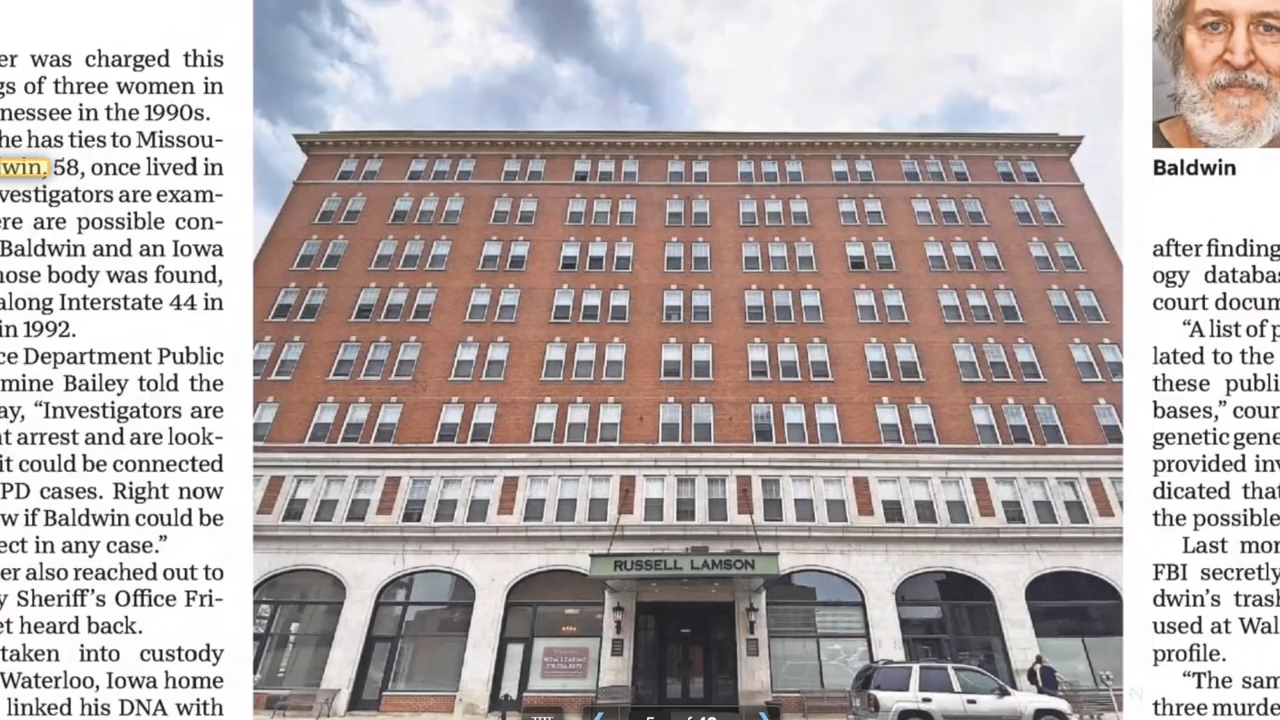 er was charged this
gs of three women in
nessee in the 1990s.
he has ties to Missou-
win, 58, once lived in
vestigators are exam-
ere are possible con-
Baldwin and an Iowa
hose body was found,
along Interstate 44 in
in 1992.
ce Department Public
mine Bailey told the
ay, “Investigators are
nt arrest and are look-
it could be connected
PD cases. Right now
w if Baldwin could be
ect in any case.”
er also reached out to
y Sheriff’s Office Fri-
et heard back.
taken into custody
Waterloo, Iowa home
linked his DNA with
RUSSELL LAMSON
NOW LEASING
Baldwin
after finding
ogy databas
court docum
“A list of p
lated to the
these publi
bases,” cour
genetic gene
provided inv
dicated that
the possible
Last mon
FBI secretly
dwin’s trash
used at Wal
profile.
“The sam
three murde